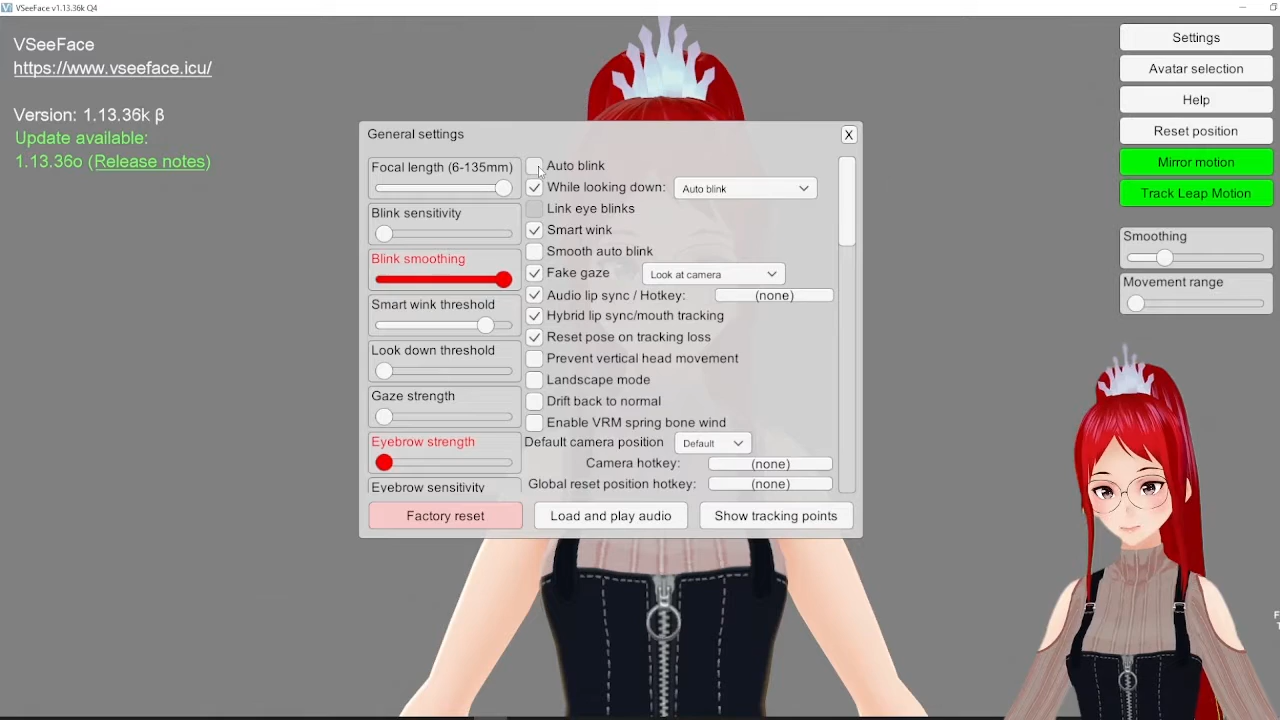 VSeeFace v1.13.36k Q4
VSeeFace
https://www.vseeface.icu/
Version: 1.13.36k β
Update available:
1.13.36o (Release notes)
General settings
X
Focal length (6-135mm)
Blink sensitivity
Blink smoothing
Smart wink threshold
Look down threshold
Gaze strength
Eyebrow strength
Eyebrow sensitivity
Auto blink
While looking down: Auto blink
Link eye blinks
Smart wink
Smooth auto blink
Fake gaze Look at camera
Audio lip sync / Hotkey: (none)
Hybrid lip sync/mouth tracking
Reset pose on tracking loss
Prevent vertical head movement
Landscape mode
Drift back to normal
Enable VRM spring bone wind
Default camera position Default
Camera hotkey: (none)
Global reset position hotkey: (none)
Factory reset
Load and play audio
Show tracking points
Settings
Avatar selection
Help
Reset position
Mirror motion
Track Leap Motion
Smoothing
Movement range